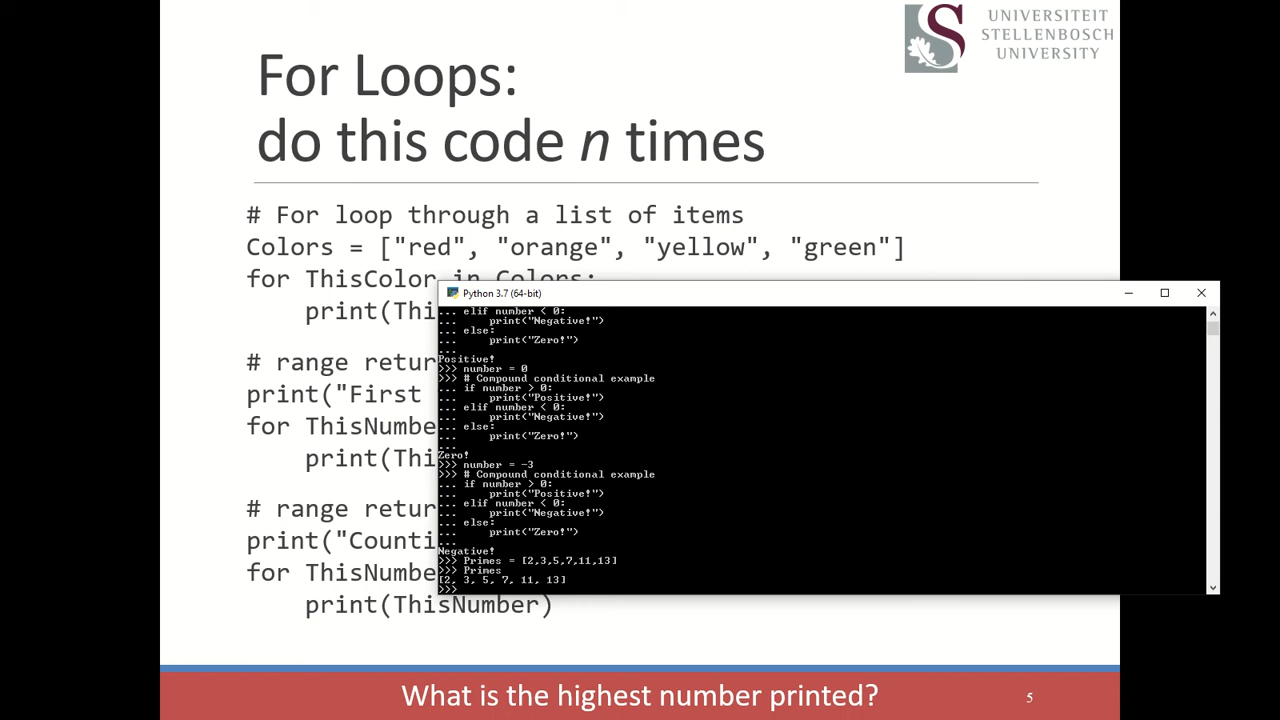 UNIVERSITEIT
STELLENBOSCH
UNIVERSITY
For Loops:
do this code n times
# For loop through a list of items
Colors = ["red", "orange", "yellow", "green"]
for ThisColor in Colors:
print(This
# range retur
print("First
for ThisNumbe
print(Thi
# range retur
print("Counti
for ThisNumbe
print(ThisNumber)
Python 3.7 (64-bit)
... elif number < 0:
...     print("Negative!")
... else:
...     print("Zero!")
...
Positive!
>>> number = 0
>>> # Compound conditional example
... if number > 0:
...     print("Positive!")
... elif number < 0:
...     print("Negative!")
... else:
...     print("Zero!")
...
Zero!
>>> number = -3
>>> # Compound conditional example
... if number > 0:
...     print("Positive!")
... elif number < 0:
...     print("Negative!")
... else:
...     print("Zero!")
...
Negative!
>>> Primes = [2,3,5,7,11,13]
>>> Primes
[2, 3, 5, 7, 11, 13]
>>>
What is the highest number printed?
5